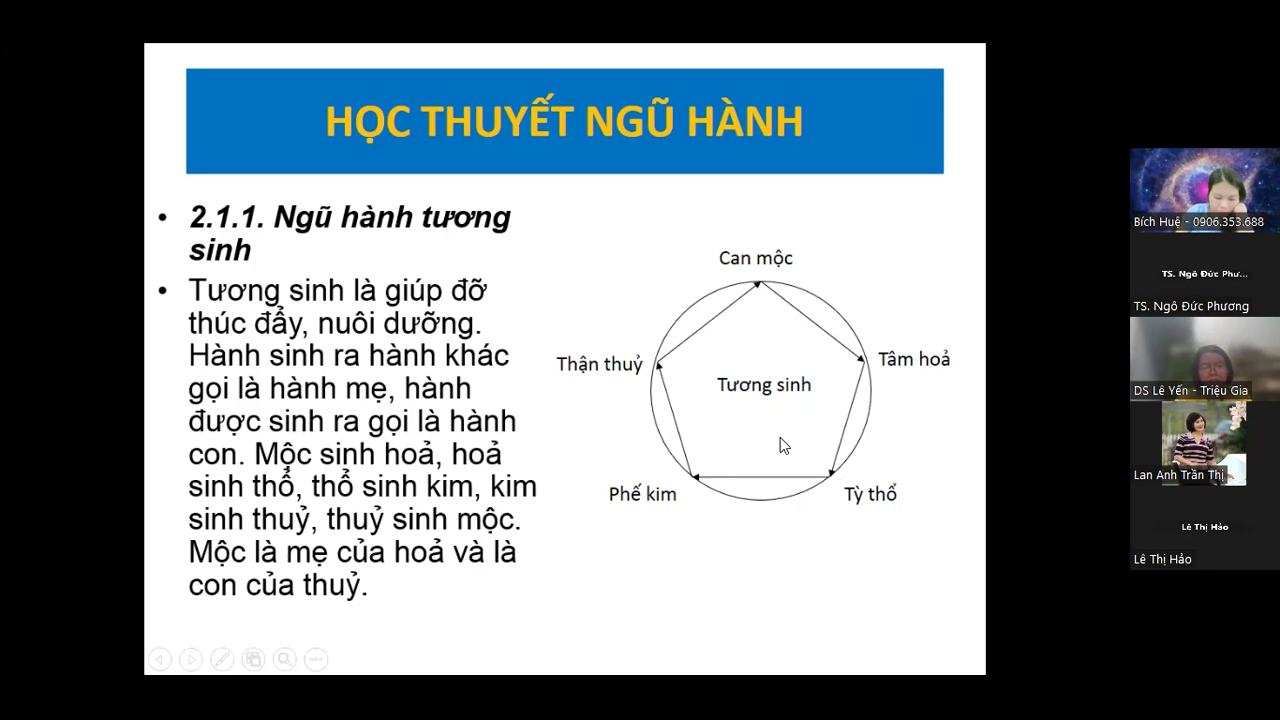 HỌC THUYẾT NGŨ HÀNH
• 2.1.1. Ngũ hành tương
sinh
• Tương sinh là giúp đỡ
thúc đẩy, nuôi dưỡng.
Hành sinh ra hành khác
gọi là hành mẹ, hành
được sinh ra gọi là hành
con. Mộc sinh hoả, hoả
sinh thổ, thổ sinh kim, kim
sinh thuỷ, thuỷ sinh mộc.
Mộc là mẹ của hoả và là
con của thuỷ.
Can mộc
Thận thuỷ
Tâm hoả
Tương sinh
Phế kim
Tỳ thổ
Bích Huệ - 0906.353.688
TS. Ngô Đức Phư...
TS. Ngô Đức Phương
DS Lê Yến - Triệu Gia
Lan Anh Trần Thị
Lê Thị Hảo
Lê Thị Hảo